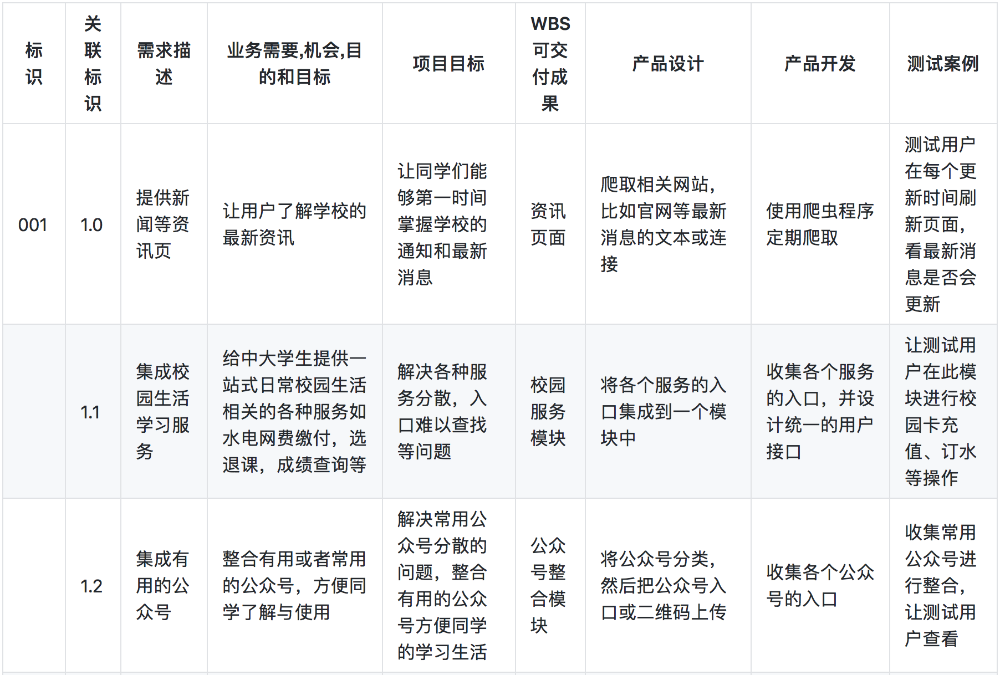 标
识
关
联
标
识
需求描
述
业务需要,机会,目
的和目标
项目目标
WBS
可交
付成
果
产品设计
产品开发
测试案例
001
1.0
提供新
闻等资
讯页
让用户了解学校的
最新资讯
让同学们能
够第一时间
掌握学校的
通知和最新
消息
资讯
页面
爬取相关网站，
比如官网等最新
消息的文本或连
接
使用爬虫程序
定期爬取
测试用户
在每个更
新时间刷
新页面，
看最新消
息是否会
更新
1.1
集成校
园生活
学习服
务
给中大学生提供一
站式日常校园生活
相关的各种服务如
水电网费缴付，选
退课，成绩查询等
解决各种服
务分散，入
口难以查找
等问题
校园
服务
模块
将各个服务的入
口集成到一个模
块中
收集各个服务
的入口，并设
计统一的用户
接口
让测试用
户在此模
块进行校
园卡充
值、订水
等操作
1.2
集成有
用的公
众号
整合有用或者常用
的公众号，方便同
学了解与使用
解决常用公
众号分散的
问题，整合
有用的公众
号方便同学
的学习生活
公众
号整
合模
块
将公众号分类，
然后把公众号入
口或二维码上传
收集各个公众
号的入口
收集常用
公众号进
行整合，
让测试用
户查看